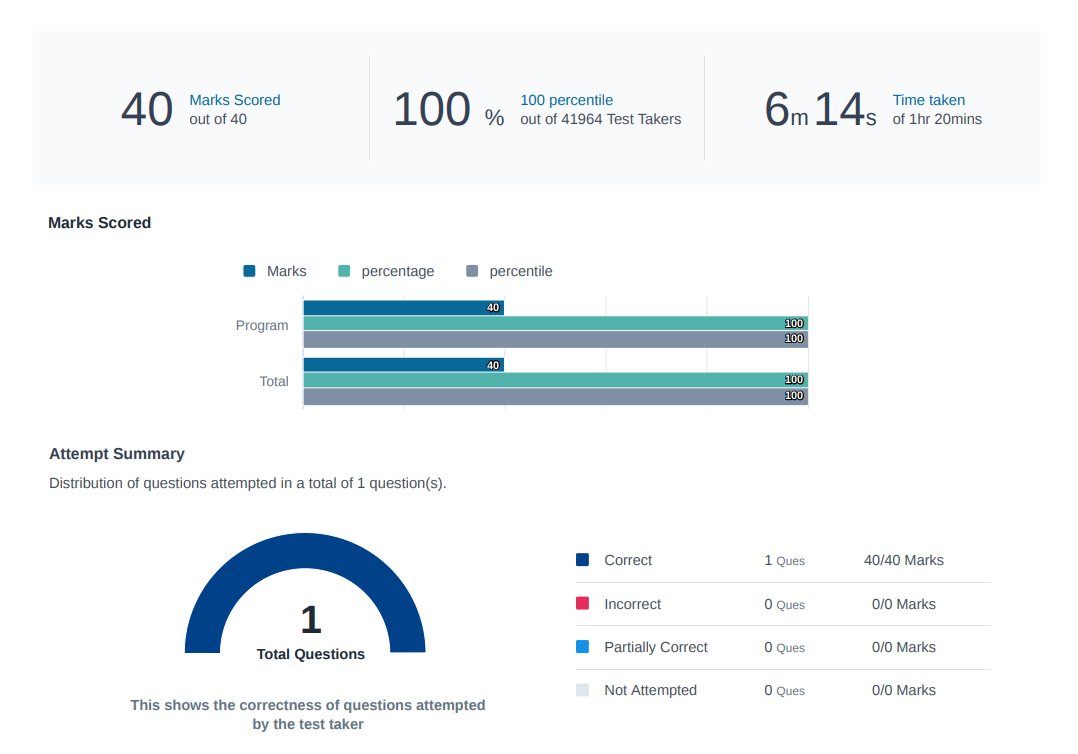 40 Marks Scored
out of 40
100 % 100 percentile
out of 41964 Test Takers
6m 14s Time taken
of 1hr 20mins
Marks Scored
Marks percentage percentile
Program 40
100
100
Total 40
100
100
Attempt Summary
Distribution of questions attempted in a total of 1 question(s).
1
Total Questions
This shows the correctness of questions attempted
by the test taker
Correct 1 Ques 40/40 Marks
Incorrect 0 Ques 0/0 Marks
Partially Correct 0 Ques 0/0 Marks
Not Attempted 0 Ques 0/0 Marks